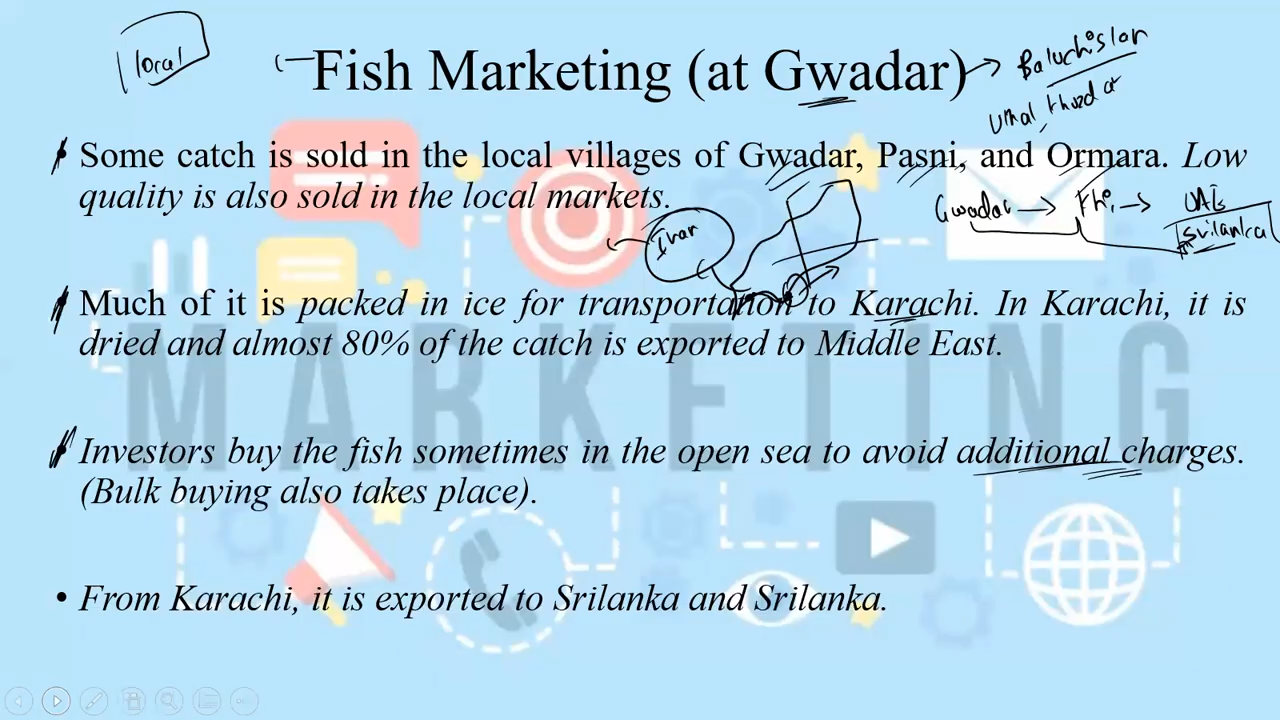 local
Fish Marketing (at Gwadar)
Baluchistan
• Some catch is sold in the local villages of Gwadar, Pasni, and Ormara. Low
quality is also sold in the local markets.
Gwadar → Khi, → UAE
Srilanka
Iran
• Much of it is packed in ice for transportation to Karachi. In Karachi, it is
dried and almost 80% of the catch is exported to Middle East.
• Investors buy the fish sometimes in the open sea to avoid additional charges.
(Bulk buying also takes place).
• From Karachi, it is exported to Srilanka and Srilanka.
MARKETING